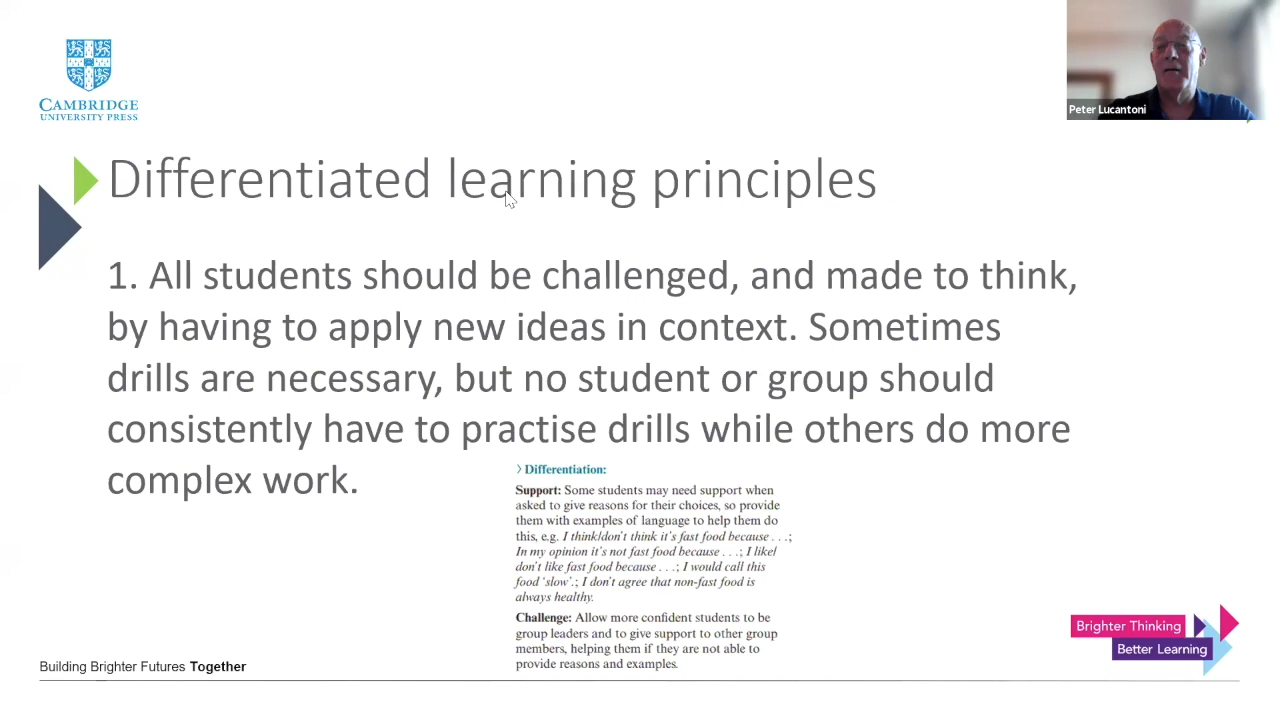 CAMBRIDGE
UNIVERSITY PRESS
Peter Lucantoni
Differentiated learning principles
1. All students should be challenged, and made to think,
by having to apply new ideas in context. Sometimes
drills are necessary, but no student or group should
consistently have to practise drills while others do more
complex work.
〉Differentiation:
Support: Some students may need support when
asked to give reasons for their choices, so provide
them with examples of language to help them do
this, e.g. I think/don't think it's fast food because . . .;
In my opinion it's not fast food because . . .; I like/
don't like fast food because . . .; I would call this
food 'slow'.; I don't agree that non-fast food is
always healthy.
Challenge: Allow more confident students to be
group leaders and to give support to other group
members, helping them if they are not able to
provide reasons and examples.
Brighter Thinking
Better Learning
Building Brighter Futures Together